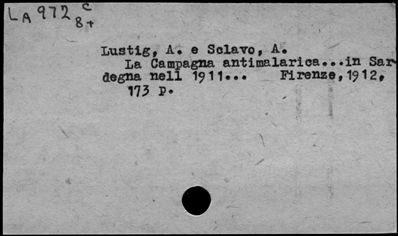 LA 972 c
8+
Lustig, A. e Sclavo, A.
La Campagna antimalarica...in Sar-
degna nell 1911... Firenze,1912,
173 p.